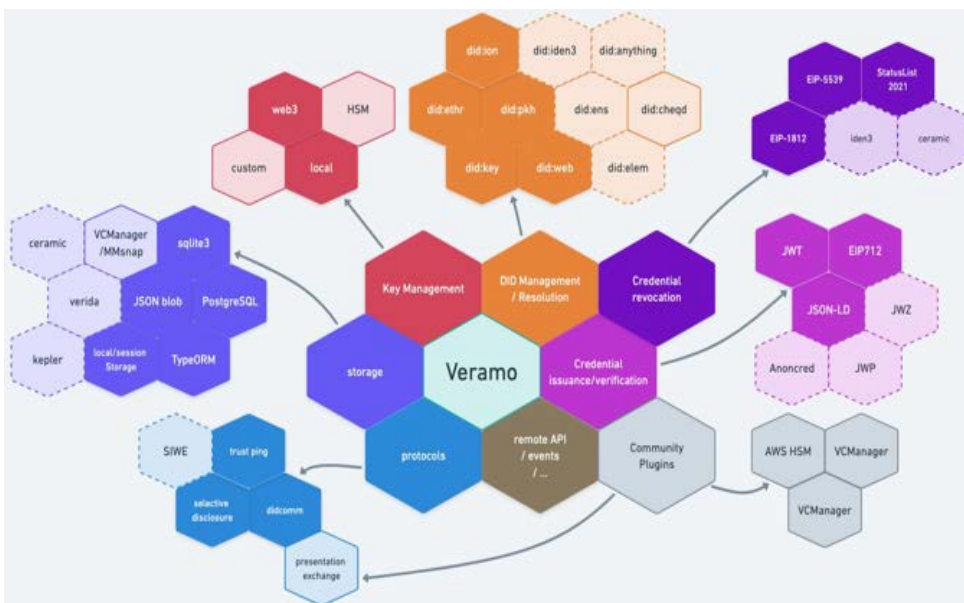 did:ion
did:iden3
did:anything
did:ethr
did:pkh
did:ens
did:cheqd
did:key
did:web
did:elem
web3
HSM
custom
local
EIP-5539
StatusList
2021
EIP-1812
iden3
ceramic
ceramic
VCManager
/MMsnap
sqlite3
verida
JSON blob
PostgreSQL
kepler
local/session
Storage
TypeORM
Key Management
DID Management
/ Resolution
Credential
revocation
storage
Veramo
Credential
issuance/verification
protocols
remote API
/ events
/ ...
Community
Plugins
JWT
EIP712
JSON-LD
JWZ
Anoncred
JWP
SIWE
trust ping
selective
disclosure
didcomm
presentation
exchange
AWS HSM
VCManager
VCManager